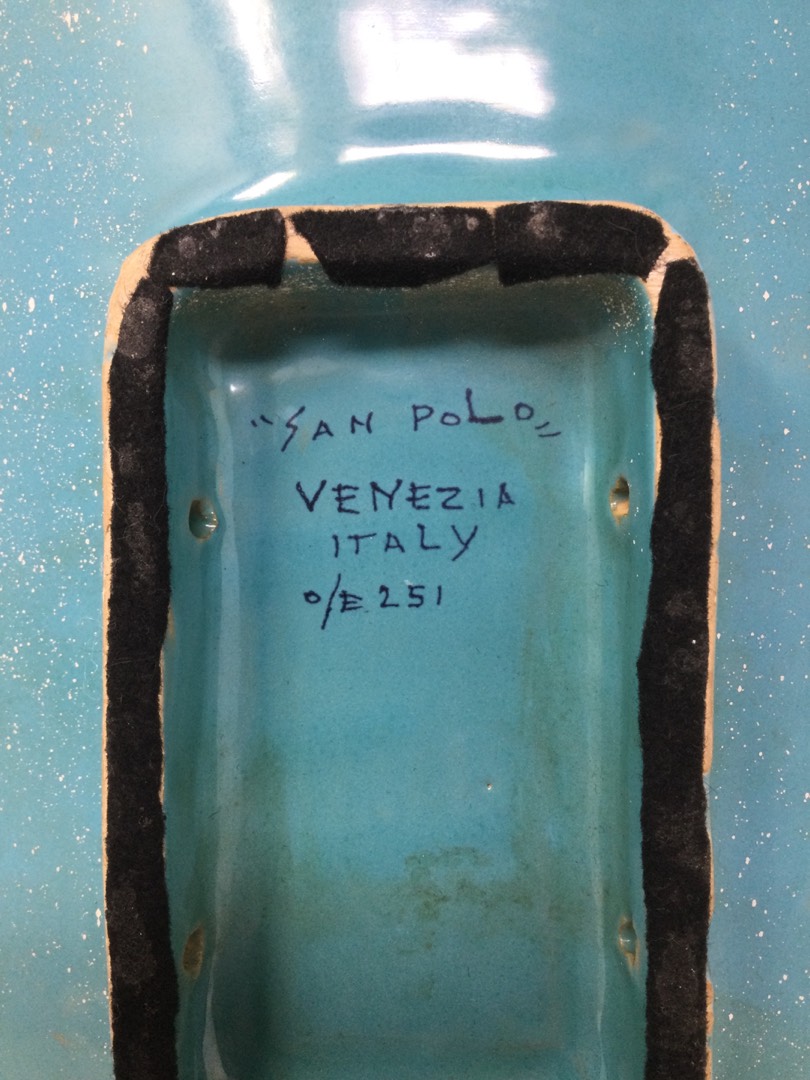 "SAN POLO„
VENEZIA
ITALY
O/E 251